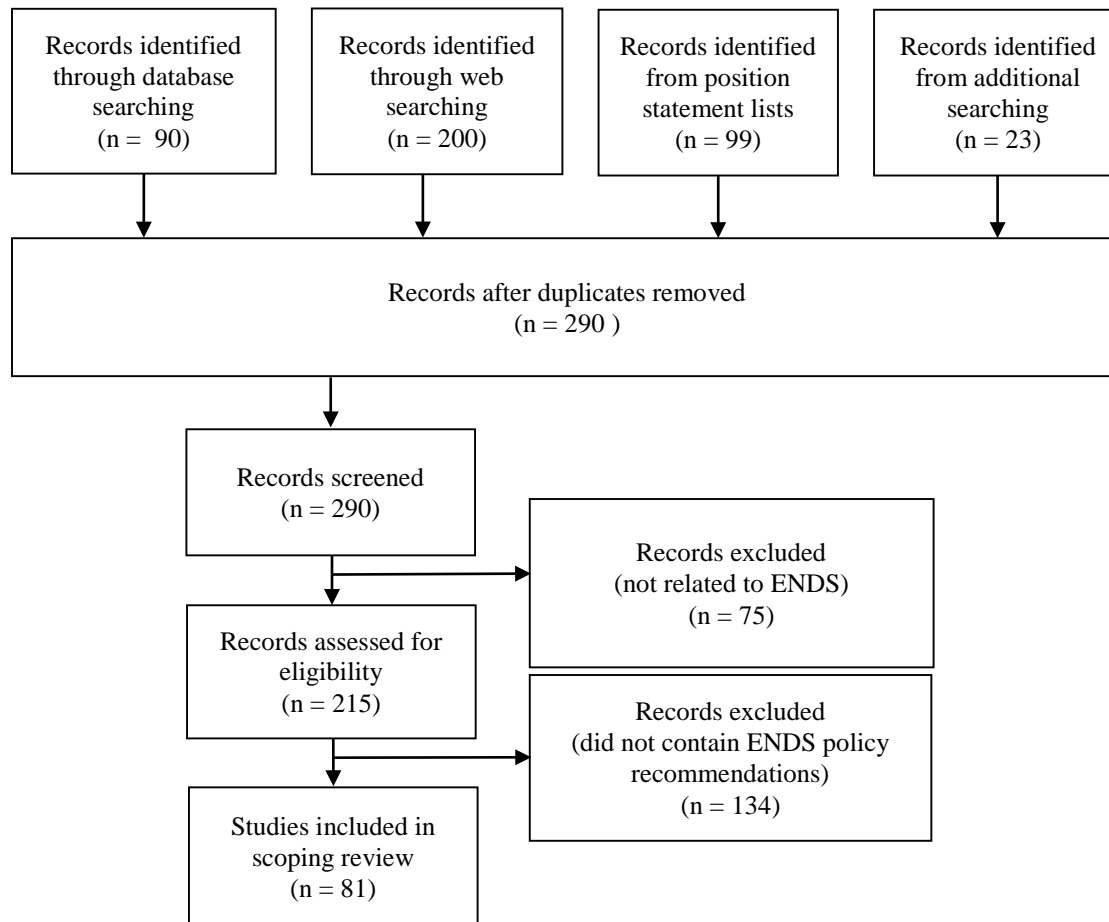 Records identified
through database
searching
(n =  90)
Records identified
through web
searching
(n = 200)
Records identified
from position
statement lists
(n = 99)
Records identified
from additional
searching
(n = 23)
Records after duplicates removed
(n = 290 )
Records screened
(n = 290)
Records excluded
(not related to ENDS)
(n = 75)
Records assessed for
eligibility
(n = 215)
Records excluded
(did not contain ENDS policy
recommendations)
(n = 134)
Studies included in
scoping review
(n = 81)